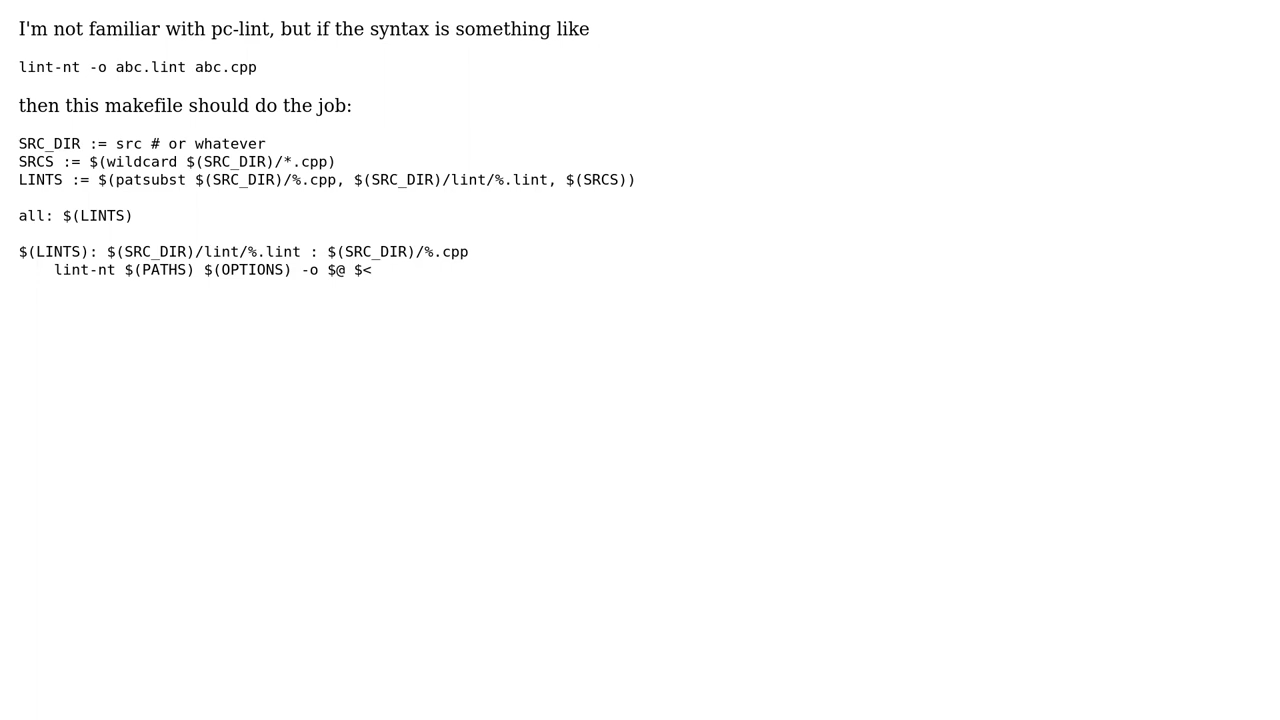 I'm not familiar with pc-lint, but if the syntax is something like
lint-nt -o abc.lint abc.cpp
then this makefile should do the job:
SRC_DIR := src # or whatever
SRCS := $(wildcard $(SRC_DIR)/*.cpp)
LINTS := $(patsubst $(SRC_DIR)/%.cpp, $(SRC_DIR)/lint/%.lint, $(SRCS))
all: $(LINTS)
$(LINTS): $(SRC_DIR)/lint/%.lint : $(SRC_DIR)/%.cpp
    lint-nt $(PATHS) $(OPTIONS) -o $@ $<